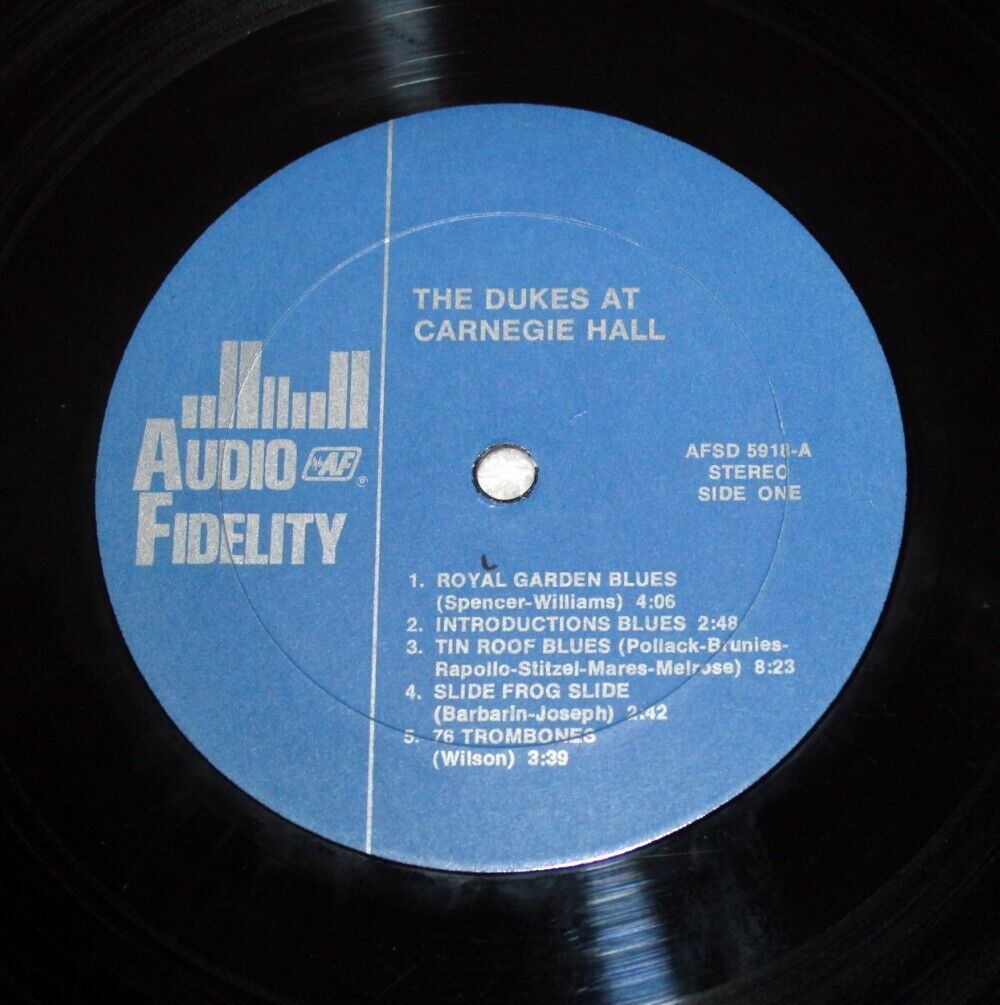 THE DUKES AT
CARNEGIE HALL
AUDIO AF®
FIDELITY
AFSD 5918-A
STEREO
SIDE ONE
1. ROYAL GARDEN BLUES
(Spencer-Williams) 4:06
2. INTRODUCTIONS BLUES 2:48
3. TIN ROOF BLUES (Pollack-Brunies-
Rapollo-Stitzel-Mares-Melrose) 8:23
4. SLIDE FROG SLIDE
(Barbarin-Joseph) 2:42
5. 76 TROMBONES
(Wilson) 3:39